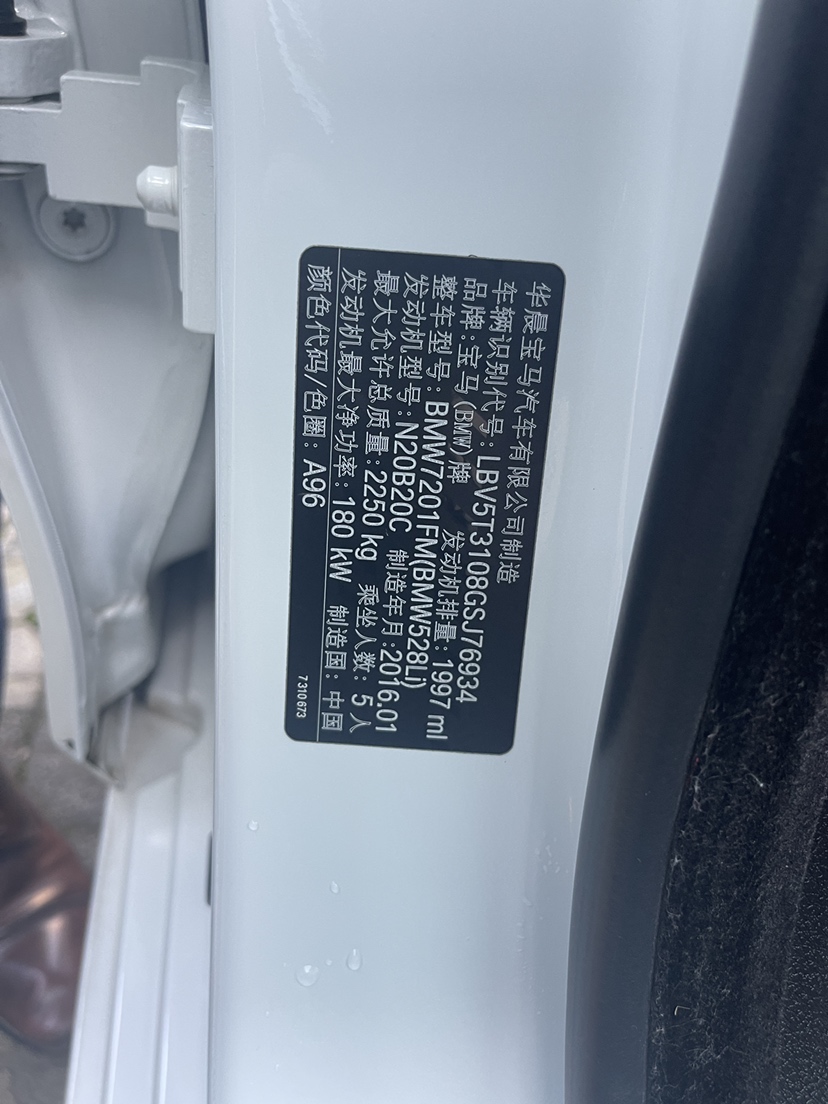 华晨宝马汽车有限公司制造
车辆识别代号: LBV5T3108GSJ76934
品牌:宝马(BMW)牌 发动机排量: 1997 ml
整车型号: BMW7201FM(BMW528Li)
发动机型号: N20B20C 制造年月:2016.01
最大允许总质量: 2250 kg 乘坐人数: 5 人
发动机最大净功率: 180 kW 制造国: 中国
颜色代码/色圈: A96 7310673